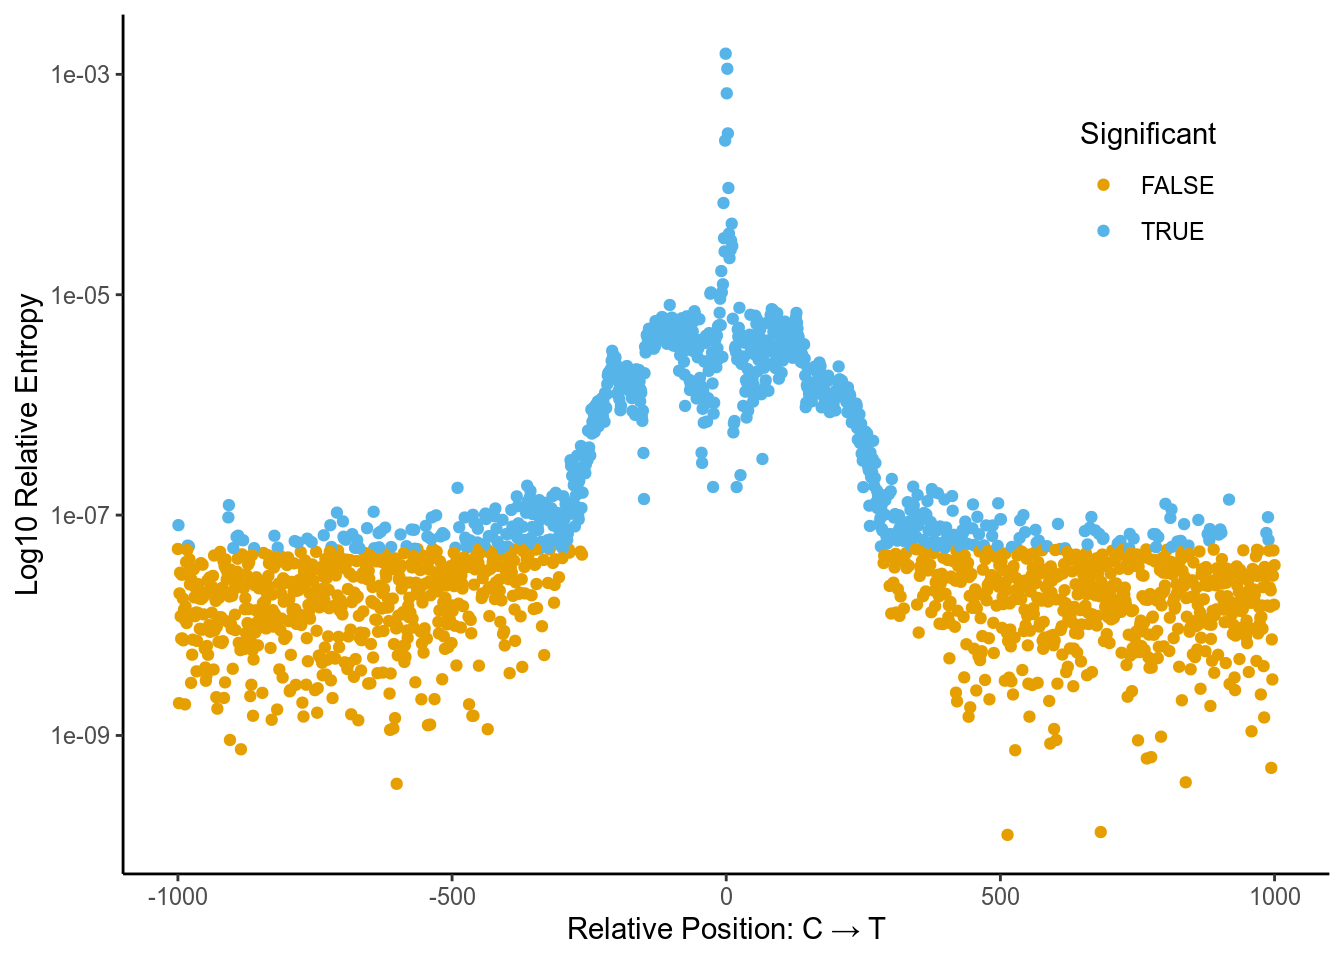 Log10 Relative Entropy
1e-03
1e-05
1e-07
1e-09
Significant
FALSE
TRUE
-1000
-500
0
500
1000
Relative Position: C → T